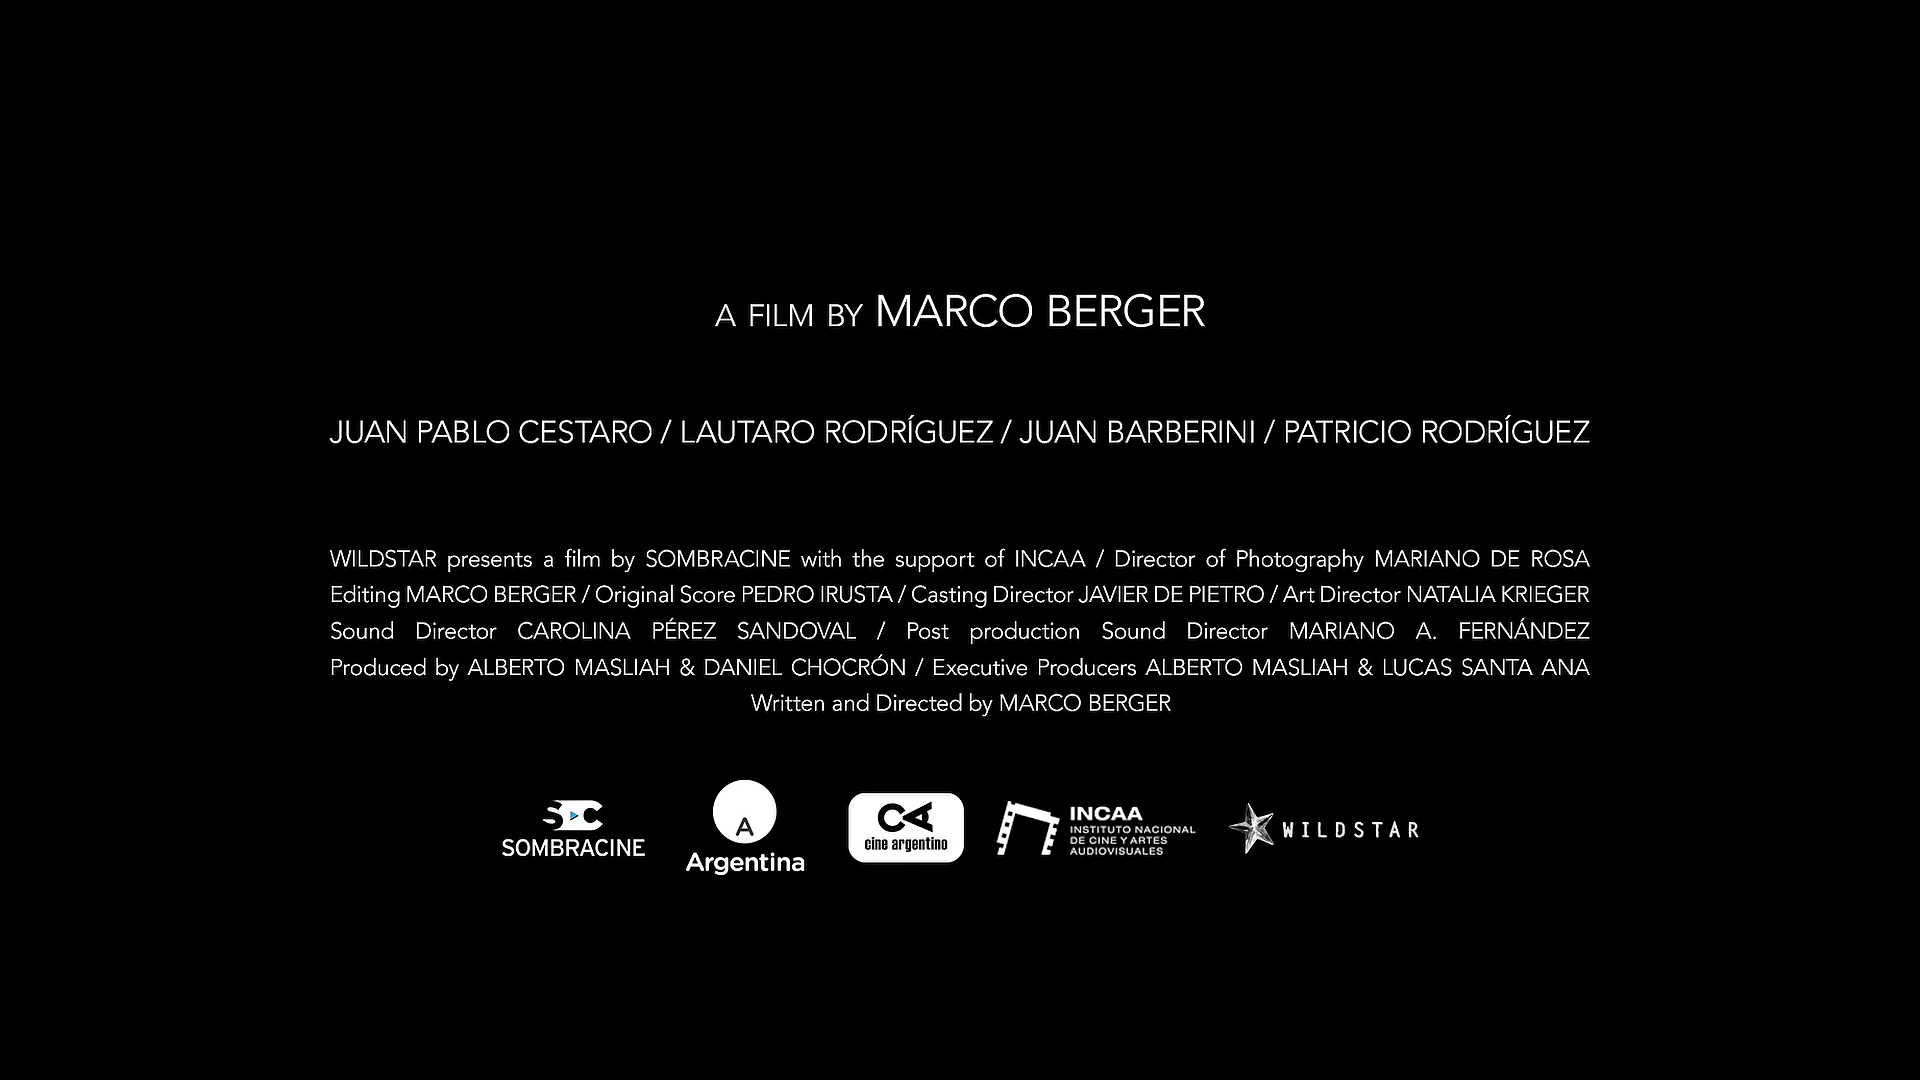 A FILM BY MARCO BERGER
JUAN PABLO CESTARO / LAUTARO RODRÍGUEZ / JUAN BARBERINI / PATRICIO RODRÍGUEZ
WILDSTAR presents a film by SOMBRACINE with the support of INCAA / Director of Photography MARIANO DE ROSA
Editing MARCO BERGER / Original Score PEDRO IRUSTA / Casting Director JAVIER DE PIETRO / Art Director NATALIA KRIEGER
Sound Director CAROLINA PÉREZ SANDOVAL / Post production Sound Director MARIANO A. FERNÁNDEZ
Produced by ALBERTO MASLIAH & DANIEL CHOCRÓN / Executive Producers ALBERTO MASLIAH & LUCAS SANTA ANA
Written and Directed by MARCO BERGER
SC
SOMBRACINE
A
Argentina
CA
cine argentino
INCAA
INSTITUTO NACIONAL
DE CINE Y ARTES
AUDIOVISUALES
WILDSTAR